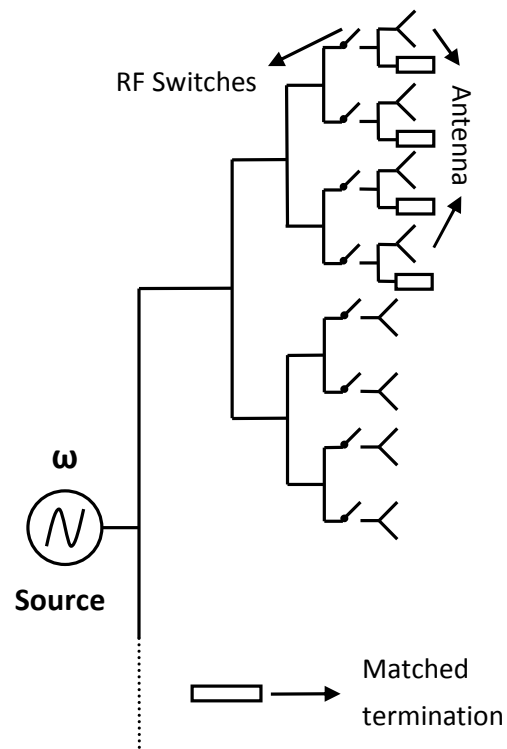 RF Switches
Antenna
ω
Source
Matched
termination